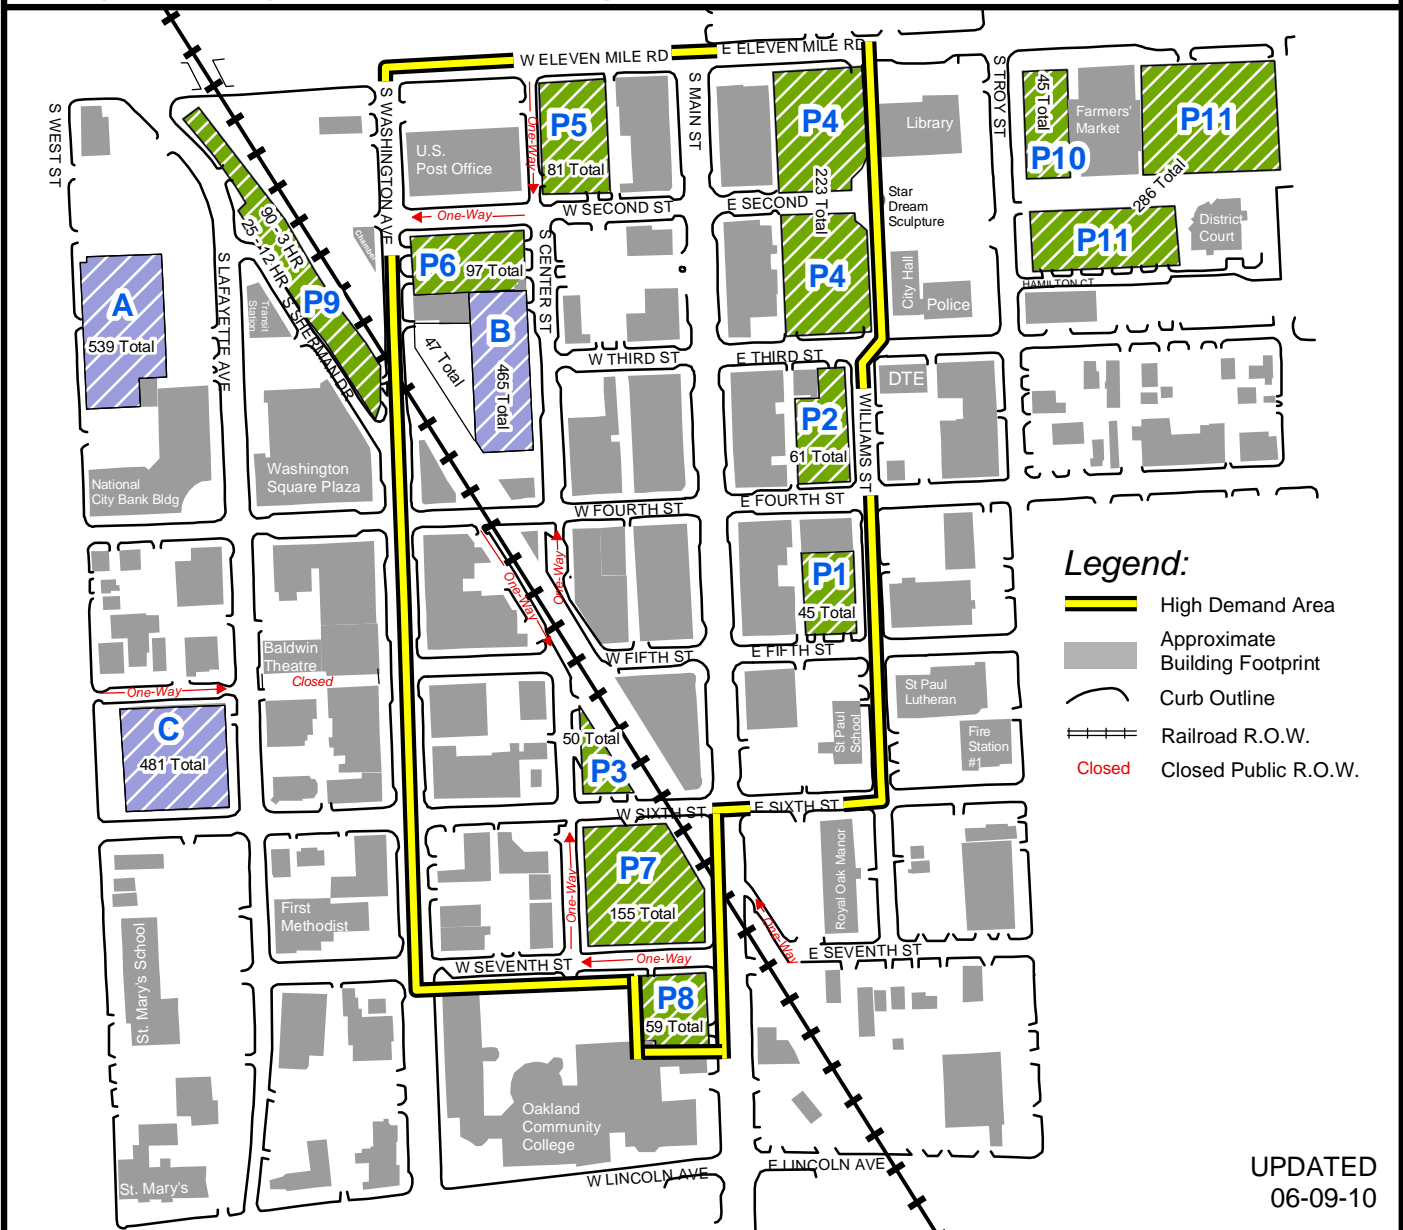 W ELEVEN MILE RD
E ELEVEN MILE RD
S WEST ST
S WASHINGTON AVE
S MAIN ST
S TROY ST
U.S.
Post Office
One-Way
P5
81 Total
P4
223 Total
Library
45 Total
P10
Farmers'
Market
P11
286 Total
One-Way
W SECOND ST
E SECOND
Star
Dream
Sculpture
District
Court
P11
HAMILTON CT
90 - 3 HR
25 - 12 HR
P9
S SHERMAN DR
Chamber
S LAFAYETTE AVE
Transit
Station
P6
97 Total
S CENTER ST
P4
City Hall
Police
A
539 Total
B
465 Total
47 Total
W THIRD ST
E THIRD ST
DTE
P2
61 Total
WILLIAMS ST
National
City Bank Bldg
Washington
Square Plaza
W FOURTH ST
E FOURTH ST
One-Way
One-Way
P1
45 Total
Legend:
High Demand Area
Approximate
Building Footprint
Curb Outline
Railroad R.O.W.
Closed
Closed Public R.O.W.
Baldwin
Theatre
Closed
W FIFTH ST
E FIFTH ST
One-Way
C
481 Total
50 Total
P3
St Paul
School
St Paul
Lutheran
Fire
Station
#1
W SIXTH ST
E SIXTH ST
P7
155 Total
One-Way
Royal Oak Manor
First
Methodist
St. Mary's School
W SEVENTH ST
One-Way
One-Way
E SEVENTH ST
P8
59 Total
Oakland
Community
College
St. Mary's
W LINCOLN AVE
E LINCOLN AVE
UPDATED
06-09-10